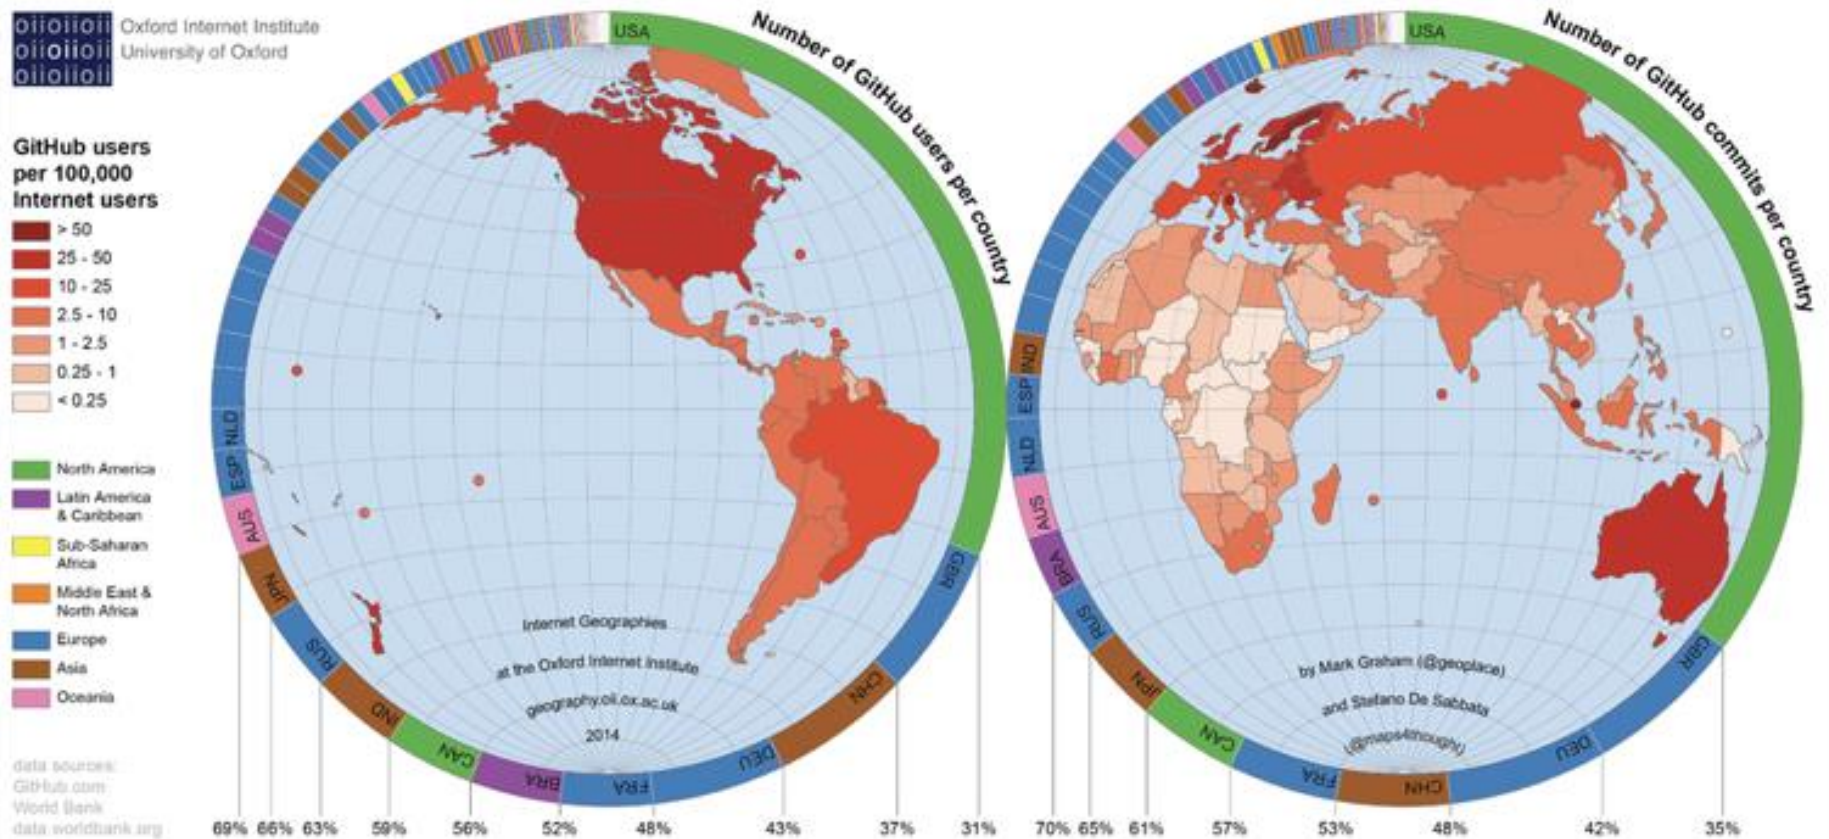 oiioiioii
oiioiioii
oiioiioii
Oxford Internet Institute
University of Oxford
GitHub users
per 100,000
Internet users
> 50
25 - 50
10 - 25
2.5 - 10
1 - 2.5
0.25 - 1
< 0.25
North America
Latin America
& Caribbean
Sub-Saharan
Africa
Middle East &
North Africa
Europe
Asia
Oceania
data sources:
GitHub.com
World Bank
data.worldbank.org
Number of GitHub users per country
USA
GBR
CHN
DEU
FRA
BRA
CAN
IND
RUS
JPN
AUS
ESP
NLD
Internet Geographies
at the Oxford Internet Institute
geography.oii.ox.ac.uk
2014
69% 66% 63% 59% 56% 52% 48% 43% 37% 31%
Number of GitHub commits per country
USA
GBR
DEU
CHN
FRA
CAN
JPN
RUS
BRA
AUS
NLD
ESP
IND
by Mark Graham (@geoplace)
and Stefano De Sabbata
(@maps4thought)
70% 65% 61% 57% 53% 48% 42% 35%